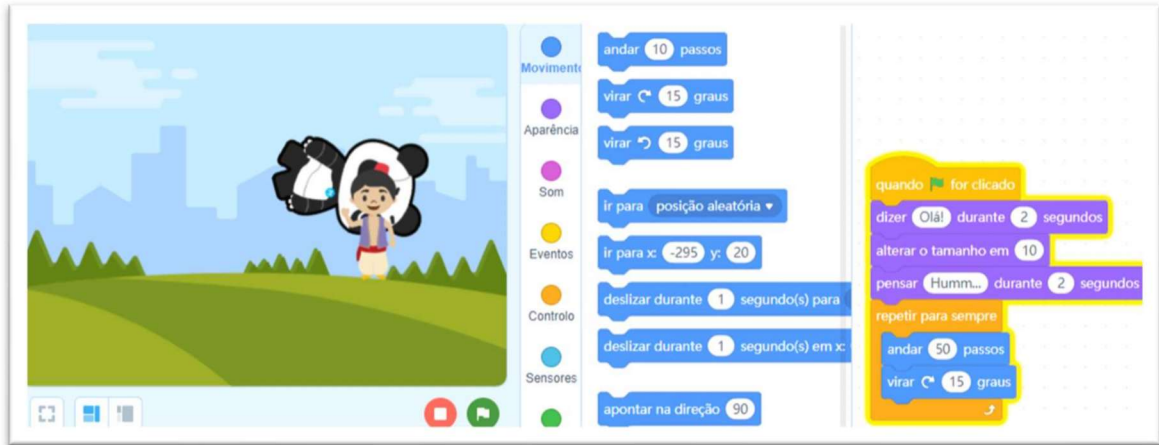 Movimento
Aparência
Som
Eventos
Controlo
Sensores
andar 10 passos
virar 15 graus
virar 15 graus
ir para posição aleatória
ir para x: -295 y: 20
deslizar durante 1 segundo(s) para
deslizar durante 1 segundo(s) em x:
apontar na direção 90
quando for clicado
dizer Olá! durante 2 segundos
alterar o tamanho em 10
pensar Humm... durante 2 segundos
repetir para sempre
andar 50 passos
virar 15 graus